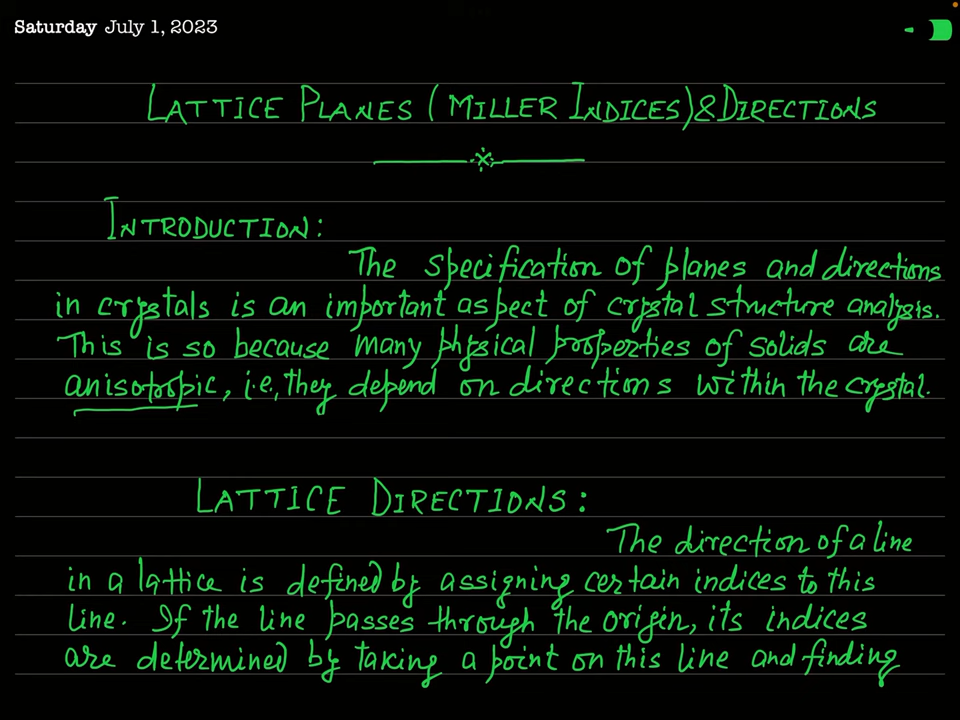 Saturday July 1, 2023
LATTICE PLANES (MILLER INDICES) & DIRECTIONS
INTRODUCTION:
The specification of planes and directions
in crystals is an important aspect of crystal structure analysis.
This is so because many physical properties of solids are
anisotropic, i.e., they depend on directions within the crystal.
LATTICE DIRECTIONS:
The direction of a line
in a lattice is defined by assigning certain indices to this
line. If the line passes through the origin, its indices
are determined by taking a point on this line and finding